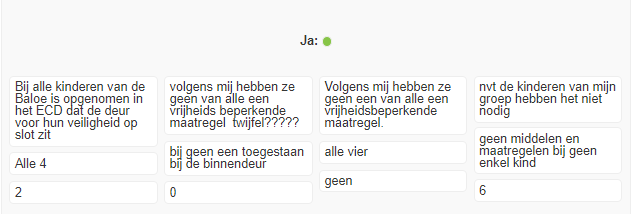 Ja:
Bij alle kinderen van de
Baloe is opgenomen in
het ECD dat de deur
voor hun veiligheid op
slot zit
Alle 4
2
volgens mij hebben ze
geen van alle een
vrijheids beperkende
maatregel twijfel?????
bij geen een toegestaan
bij de binnendeur
0
Volgens mij hebben ze
geen een van alle een
vrijheidsbeperkende
maatregel.
alle vier
geen
nvt de kinderen van mijn
groep hebben het niet
nodig
geen middelen en
maatregelen bij geen
enkel kind
6